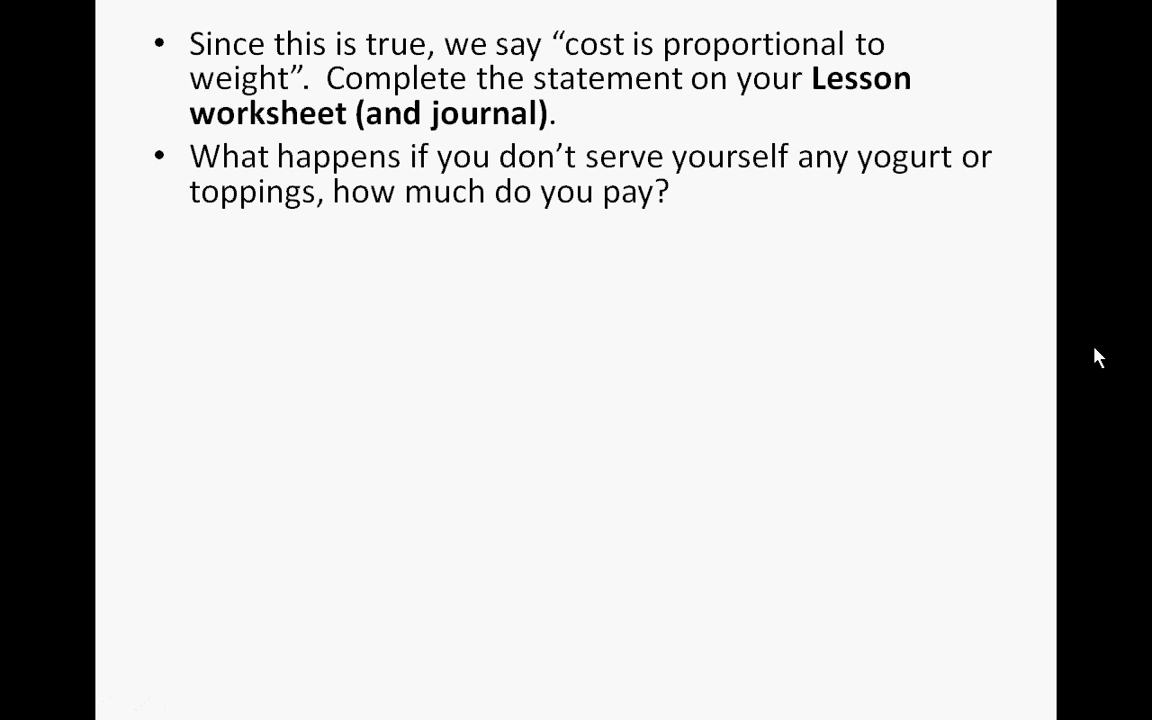 • Since this is true, we say “cost is proportional to
weight”.  Complete the statement on your Lesson
worksheet (and journal).
• What happens if you don’t serve yourself any yogurt or
toppings, how much do you pay?